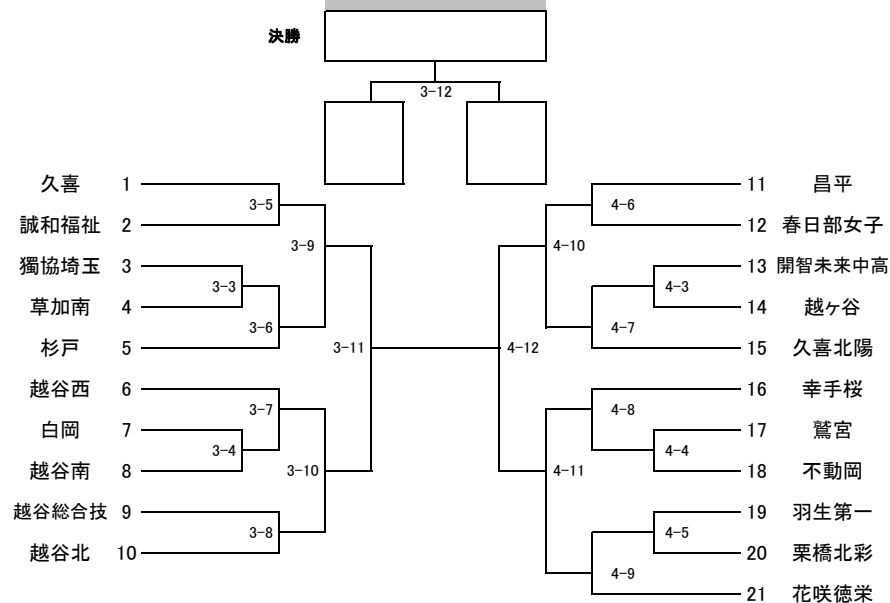 決勝
3-12
久喜 1
誠和福祉 2
獨協埼玉 3
草加南 4
杉戸 5
越谷西 6
白岡 7
越谷南 8
越谷総合技 9
越谷北 10
3-5
3-9
3-3
3-6
3-11
3-7
3-4
3-10
3-8
11 昌平
12 春日部女子
13 開智未来中高
14 越ヶ谷
15 久喜北陽
16 幸手桜
17 鷲宮
18 不動岡
19 羽生第一
20 栗橋北彩
21 花咲徳栄
4-6
4-10
4-3
4-7
4-12
4-8
4-4
4-11
4-5
4-9